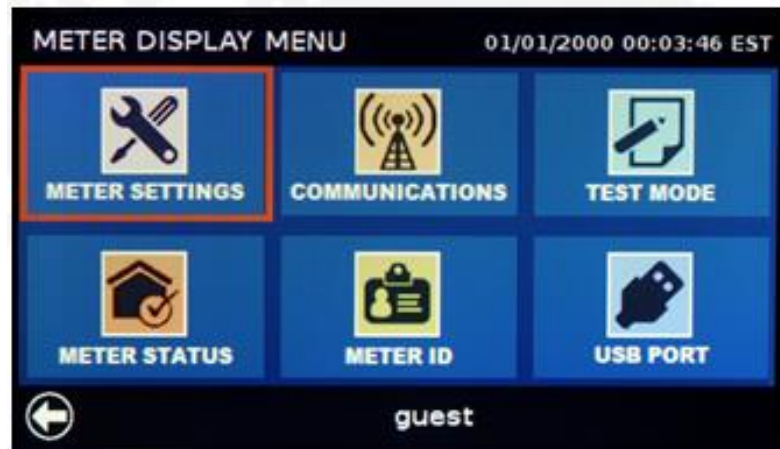 METER DISPLAY MENU 01/01/2000 00:03:46 EST
METER SETTINGS COMMUNICATIONS TEST MODE
METER STATUS METER ID USB PORT
guest